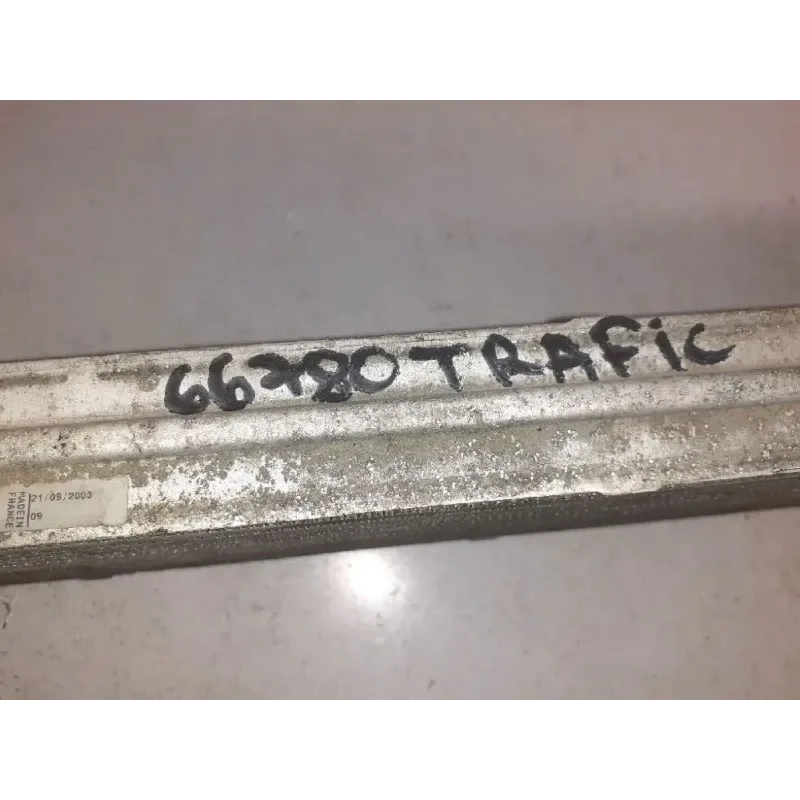 66780 TRAFIC
MADE IN FRANCE
21/09/2003
09